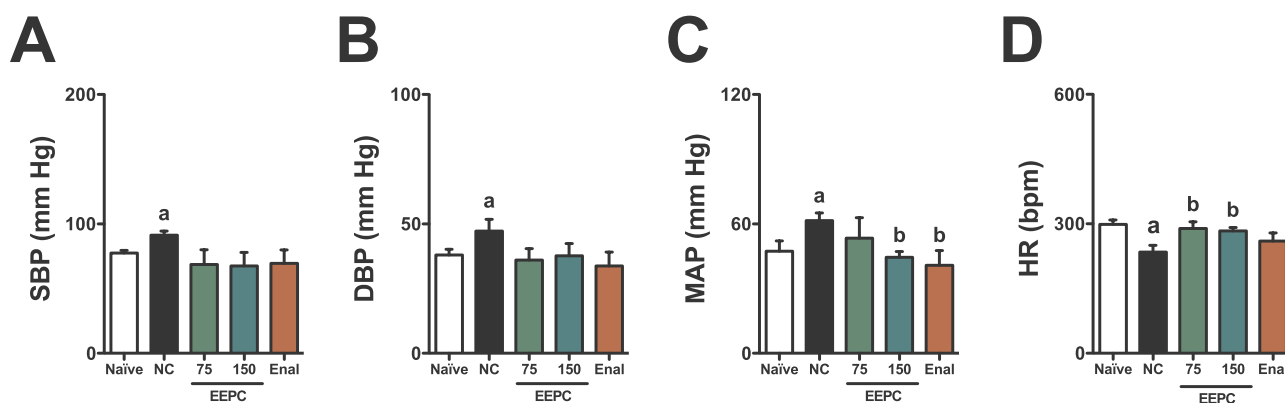 A B C D
200 100 120 600
SBP (mm Hg) DBP (mm Hg) MAP (mm Hg) HR (bpm)
a a a b b a b b
100 50 60 300
0 0 0 0
Naïve NC 75 150 Enal Naïve NC 75 150 Enal Naïve NC 75 150 Enal Naïve NC 75 150 Ena
EEPC EEPC EEPC EEPC